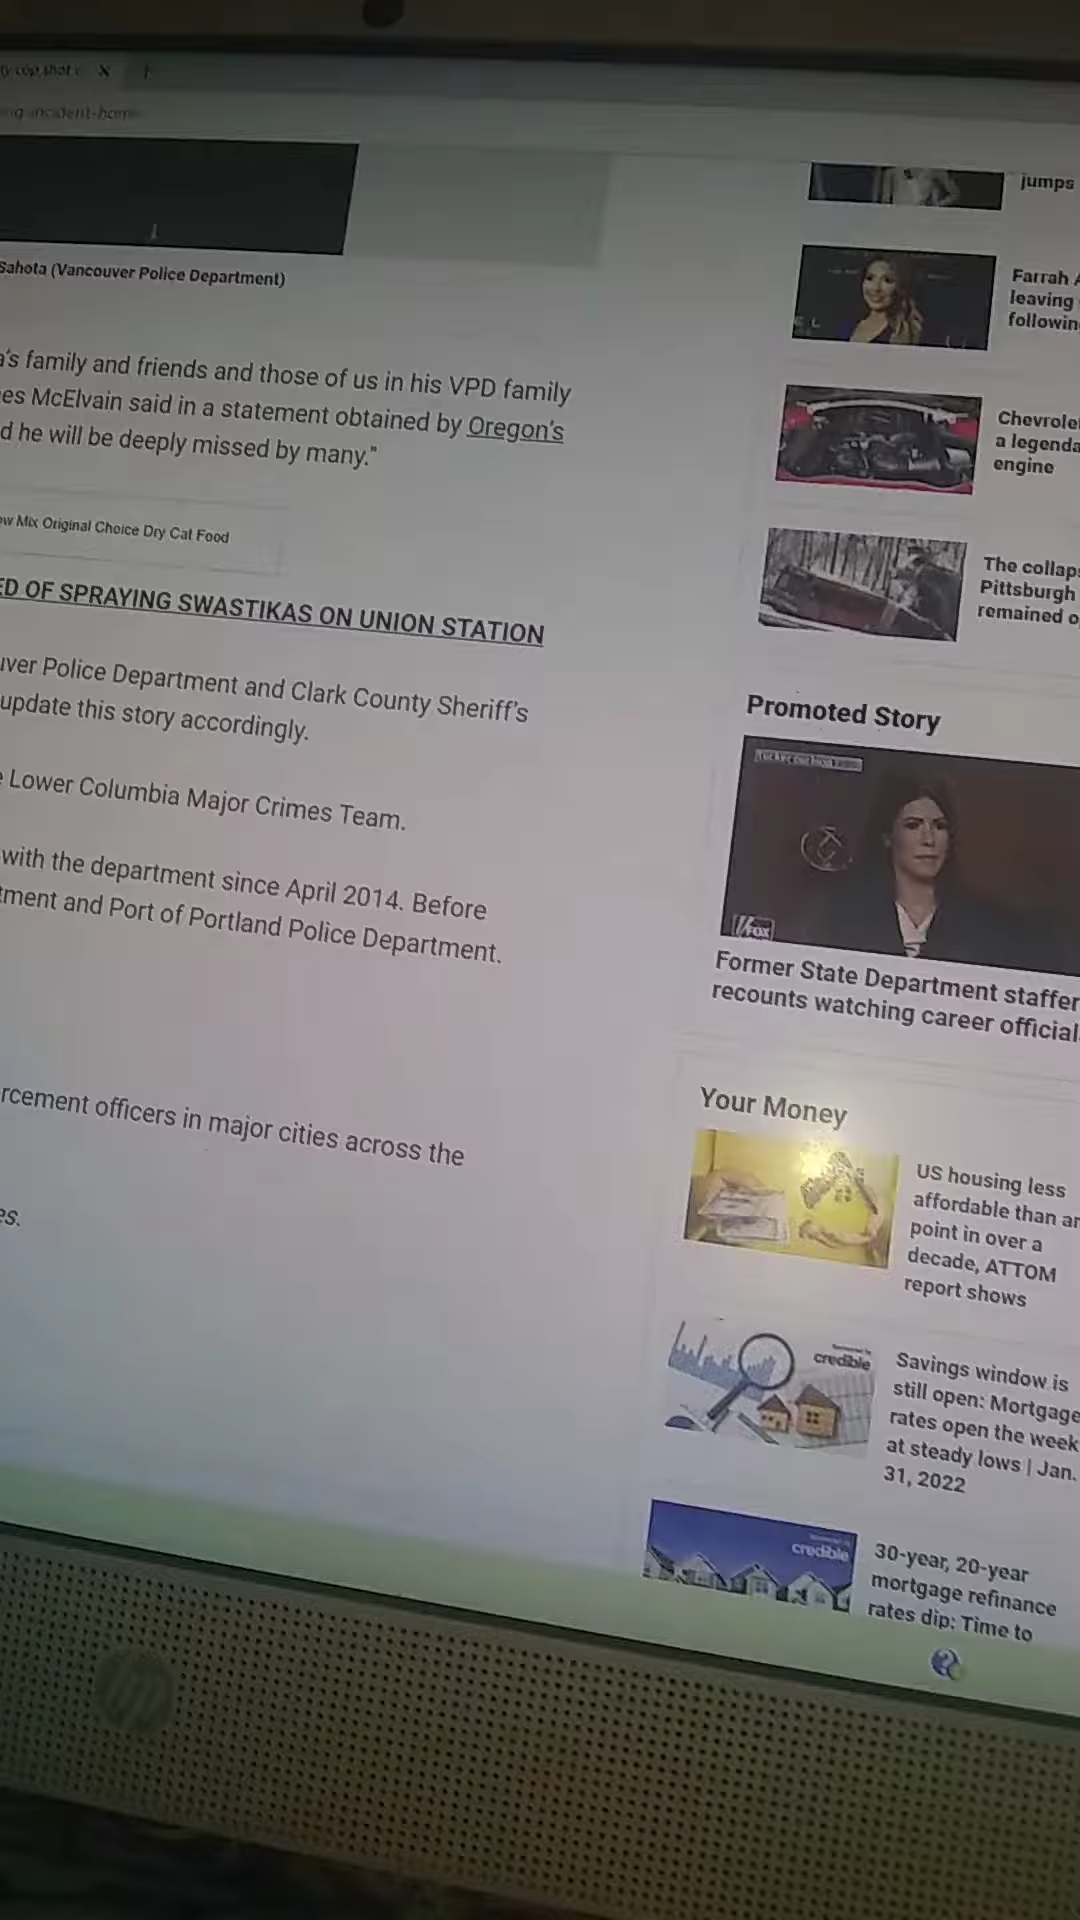 ty cop shot
ng-incident-home
Sahota (Vancouver Police Department)
a's family and friends and those of us in his VPD family
es McElvain said in a statement obtained by Oregon's
d he will be deeply missed by many."
ow Mix Original Choice Dry Cat Food
ED OF SPRAYING SWASTIKAS ON UNION STATION
uver Police Department and Clark County Sheriff's
update this story accordingly.
e Lower Columbia Major Crimes Team.
with the department since April 2014. Before
tment and Port of Portland Police Department.
rcement officers in major cities across the
es.
jumps
Farrah A
leaving
followin
Chevrole
a legenda
engine
The collaps
Pittsburgh
remained o
Promoted Story
FOX
Former State Department staffer
recounts watching career official
Your Money
US housing less
affordable than an
point in over a
decade, ATTOM
report shows
credible
Savings window is
still open: Mortgage
rates open the week
at steady lows | Jan.
31, 2022
credible
30-year, 20-year
mortgage refinance
rates dip: Time to
hp